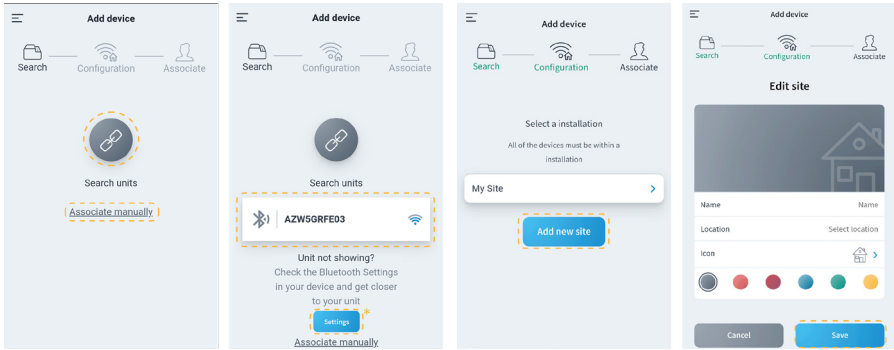 Add device
Search
Configuration
Associate
Search units
Associate manually
Add device
Search
Configuration
Associate
Search units
AZW5GRFE03
Unit not showing?
Check the Bluetooth Settings
in your device and get closer
to your unit
Settings
*
Associate manually
Add device
Search
Configuration
Associate
Select a installation
All of the devices must be within a
installation
My Site
Add new site
Add device
Search
Configuration
Associate
Edit site
Name Name
Location Select location
Icon
Cancel
Save